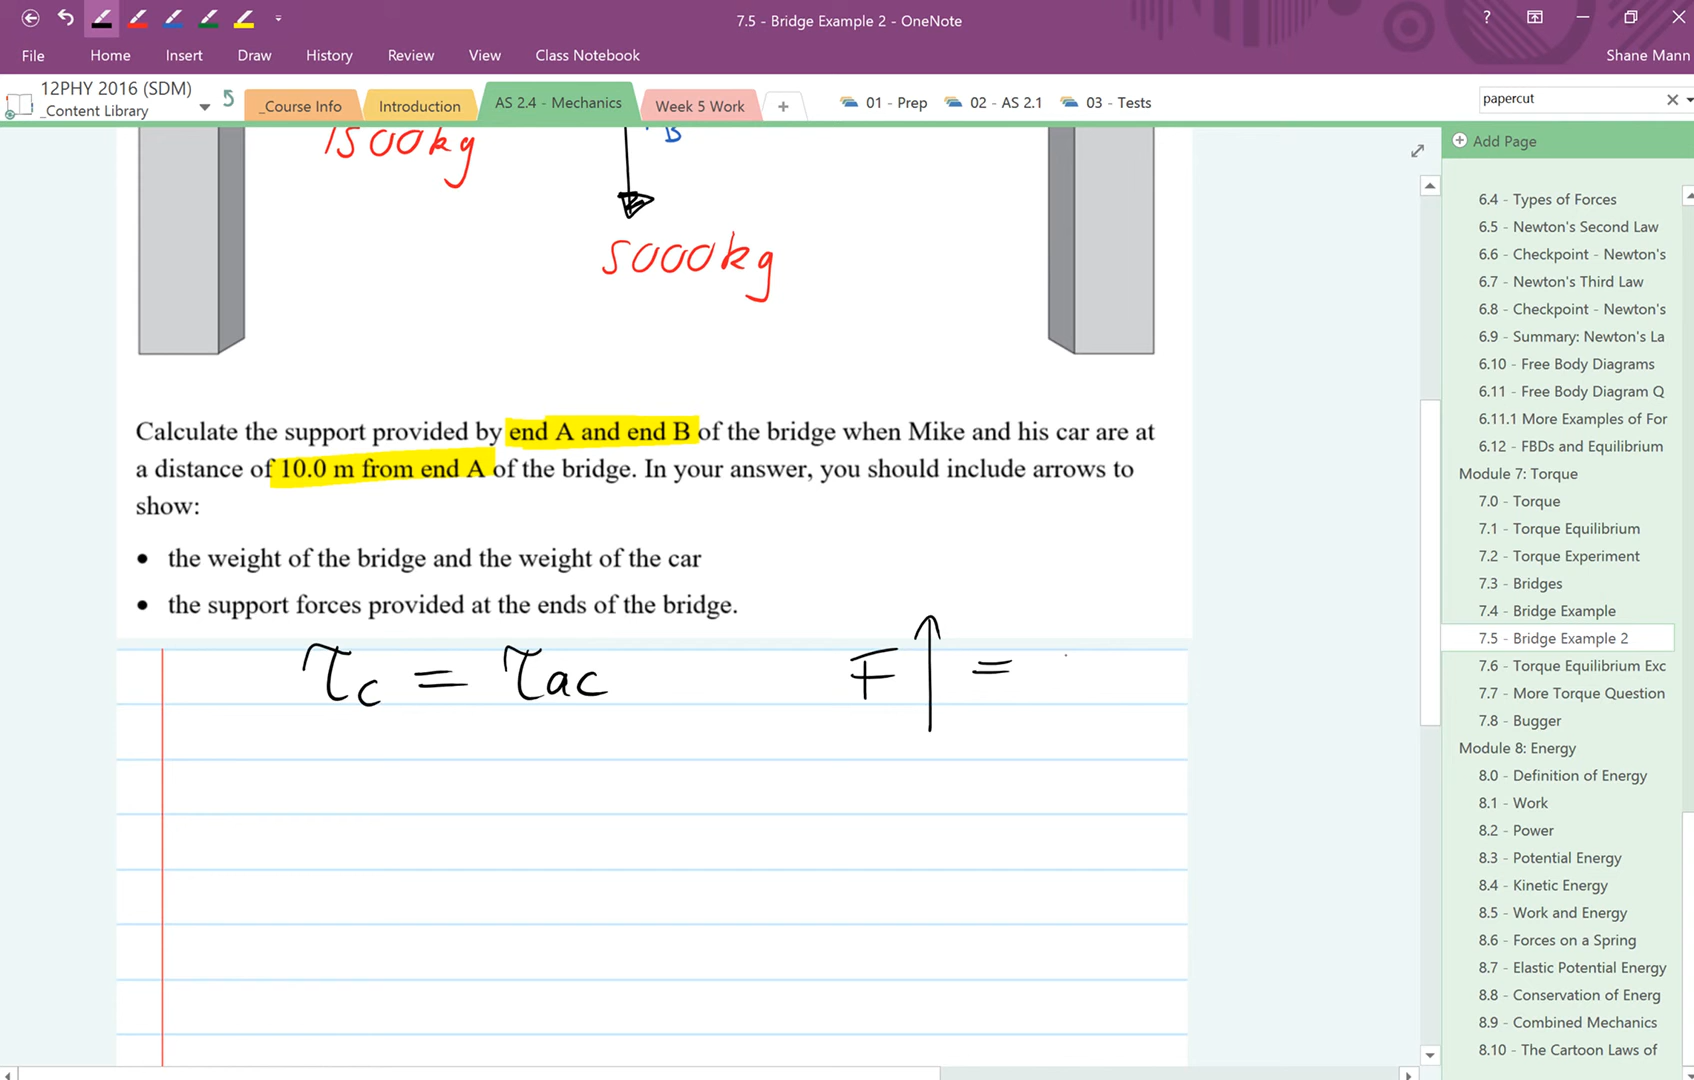 7.5 - Bridge Example 2 - OneNote
?
File
Home
Insert
Draw
History
Review
View
Class Notebook
Shane Mann
12PHY 2016 (SDM)
_Content Library
_Course Info
Introduction
AS 2.4 - Mechanics
Week 5 Work
+
01 - Prep
02 - AS 2.1
03 - Tests
papercut
1500kg
B
5000kg
Calculate the support provided by end A and end B of the bridge when Mike and his car are at
a distance of 10.0 m from end A of the bridge. In your answer, you should include arrows to
show:
• the weight of the bridge and the weight of the car
• the support forces provided at the ends of the bridge.
τc = τac
F↑ =
Add Page
6.4 - Types of Forces
6.5 - Newton's Second Law
6.6 - Checkpoint - Newton's
6.7 - Newton's Third Law
6.8 - Checkpoint - Newton's
6.9 - Summary: Newton's La
6.10 - Free Body Diagrams
6.11 - Free Body Diagram Q
6.11.1 More Examples of For
6.12 - FBDs and Equilibrium
Module 7: Torque
7.0 - Torque
7.1 - Torque Equilibrium
7.2 - Torque Experiment
7.3 - Bridges
7.4 - Bridge Example
7.5 - Bridge Example 2
7.6 - Torque Equilibrium Exc
7.7 - More Torque Question
7.8 - Bugger
Module 8: Energy
8.0 - Definition of Energy
8.1 - Work
8.2 - Power
8.3 - Potential Energy
8.4 - Kinetic Energy
8.5 - Work and Energy
8.6 - Forces on a Spring
8.7 - Elastic Potential Energy
8.8 - Conservation of Energ
8.9 - Combined Mechanics
8.10 - The Cartoon Laws of